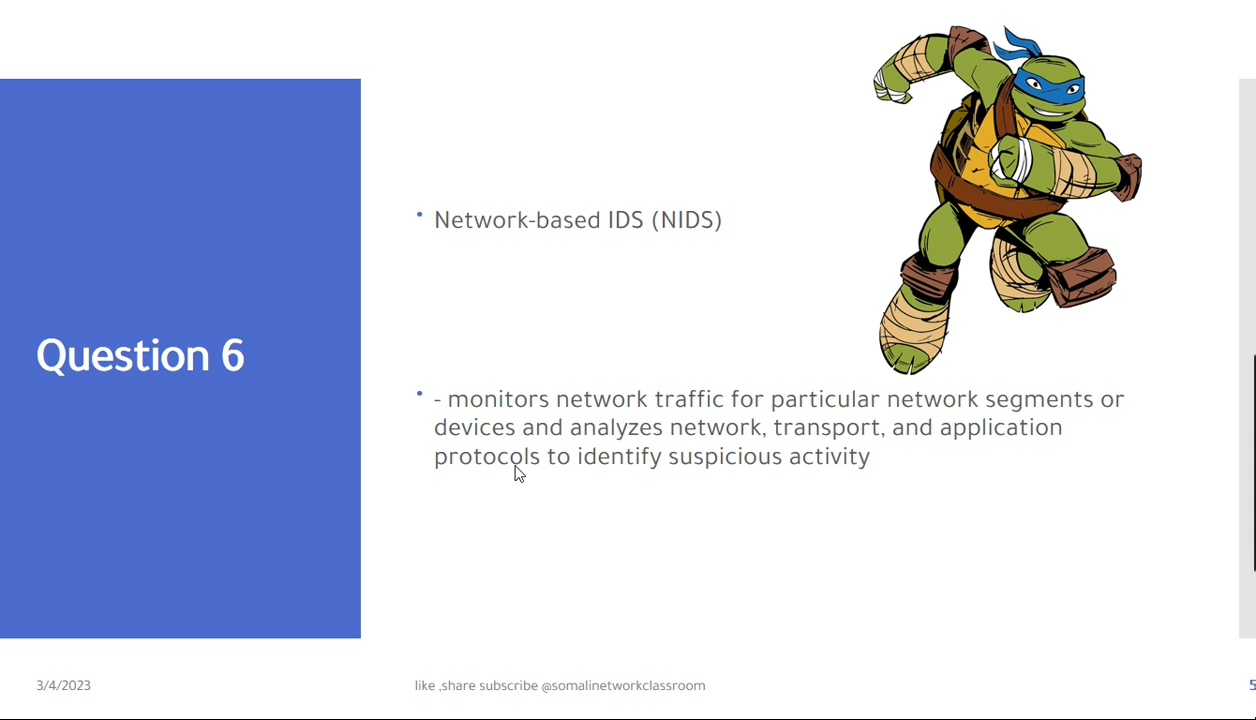 Question 6
• Network-based IDS (NIDS)
• - monitors network traffic for particular network segments or
devices and analyzes network, transport, and application
protocols to identify suspicious activity
3/4/2023
like ,share subscribe @somalinetworkclassroom